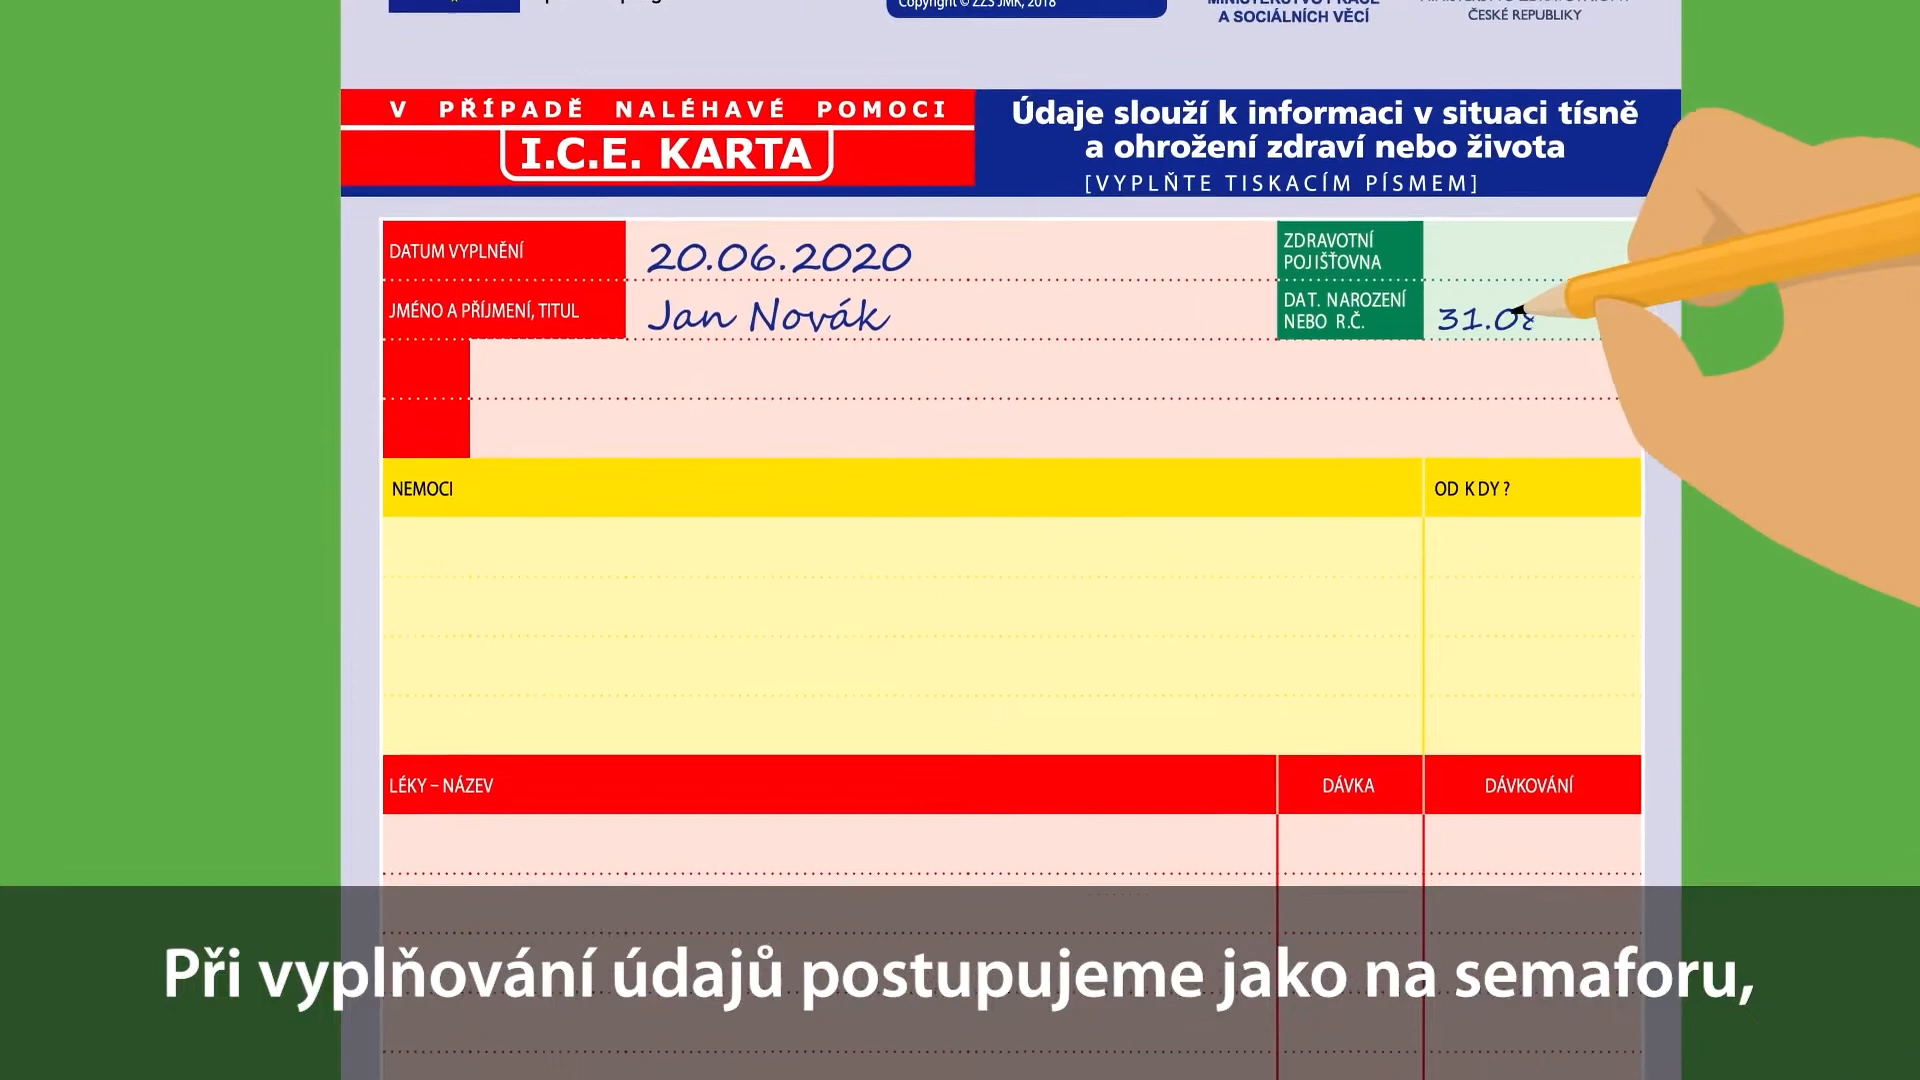 Copyright © ZZS JMK, 2018
A SOCIÁLNÍCH VĚCÍ
ČESKÉ REPUBLIKY
V PŘÍPADĚ NALÉHAVÉ POMOCI
I.C.E. KARTA
Údaje slouží k informaci v situaci tísně
a ohrožení zdraví nebo života
[VYPLŇTE TISKACÍM PÍSMEM]
DATUM VYPLNĚNÍ
20.06.2020
ZDRAVOTNÍ
POJIŠŤOVNA
JMÉNO A PŘÍJMENÍ, TITUL
Jan Novák
DAT. NAROZENÍ
NEBO R.Č.
31.0
NEMOCI
OD KDY?
LÉKY – NÁZEV
DÁVKA
DÁVKOVÁNÍ
Při vyplňování údajů postupujeme jako na semaforu,